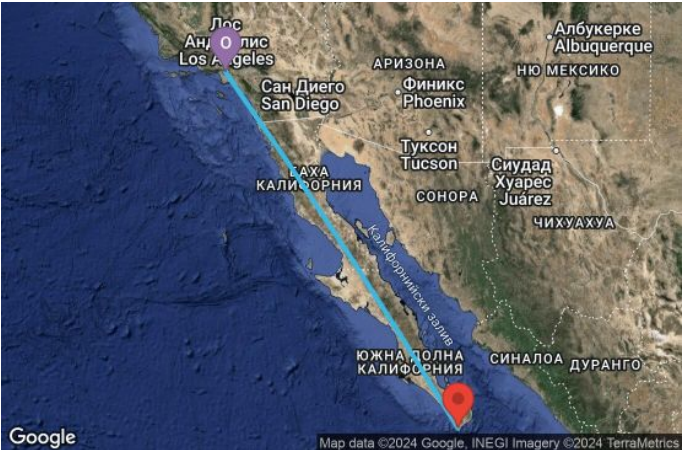 Лос
Анджелис
Los Angeles
O
Албукерке
Albuquerque
АРИЗОНА
НЮ МЕКСИКО
Финикс
Phoenix
Сан Диего
San Diego
Тусон
Tucson
Сиудад
Хуарес
Juárez
БАХА
КАЛИФОРНИЯ
СОНОРА
ЧИХУАХУА
Калифорнийски залив
ЮЖНА ДОЛНА
КАЛИФОРНИЯ
СИНАЛОА
ДУРАНГО
Google
Map data ©2024 Google, INEGI Imagery ©2024 TerraMetrics